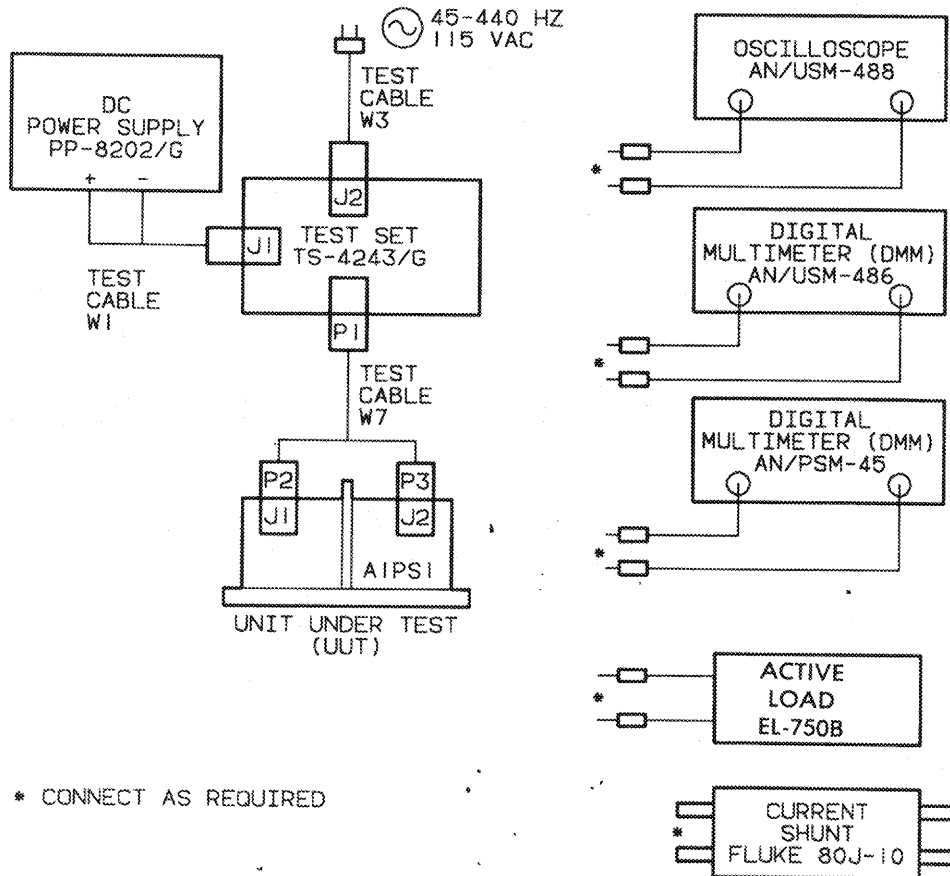 45-440 HZ
115 VAC
TEST
CABLE
W3
DC
POWER SUPPLY
PP-8202/G
+ -
J2
J1
TEST SET
TS-4243/G
TEST
CABLE
W1
P1
TEST
CABLE
W7
P2
P3
J1
J2
A1PS1
UNIT UNDER TEST
(UUT)
* CONNECT AS REQUIRED
OSCILLOSCOPE
AN/USM-488
*
DIGITAL
MULTIMETER (DMM)
AN/USM-486
*
DIGITAL
MULTIMETER (DMM)
AN/PSM-45
*
ACTIVE
LOAD
EL-750B
*
CURRENT
SHUNT
FLUKE 80J-10
*